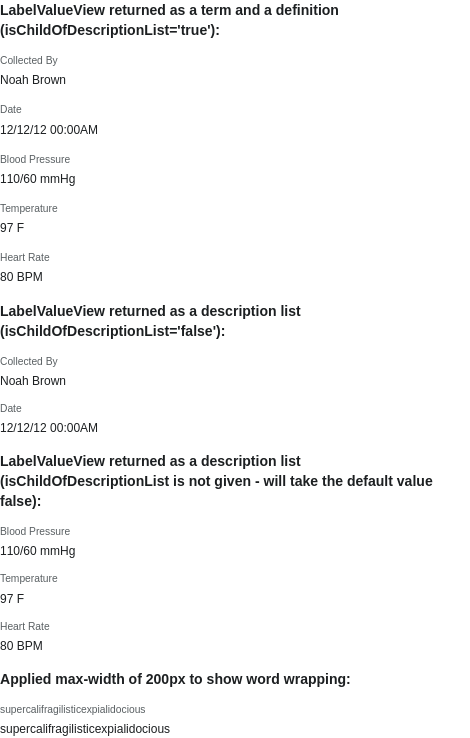 LabelValueView returned as a term and a definition
(isChildOfDescriptionList='true'):
Collected By
Noah Brown
Date
12/12/12 00:00AM
Blood Pressure
110/60 mmHg
Temperature
97 F
Heart Rate
80 BPM
LabelValueView returned as a description list
(isChildOfDescriptionList='false'):
Collected By
Noah Brown
Date
12/12/12 00:00AM
LabelValueView returned as a description list
(isChildOfDescriptionList is not given - will take the default value
false):
Blood Pressure
110/60 mmHg
Temperature
97 F
Heart Rate
80 BPM
Applied max-width of 200px to show word wrapping:
supercalifragilisticexpialidocious
supercalifragilisticexpialidocious